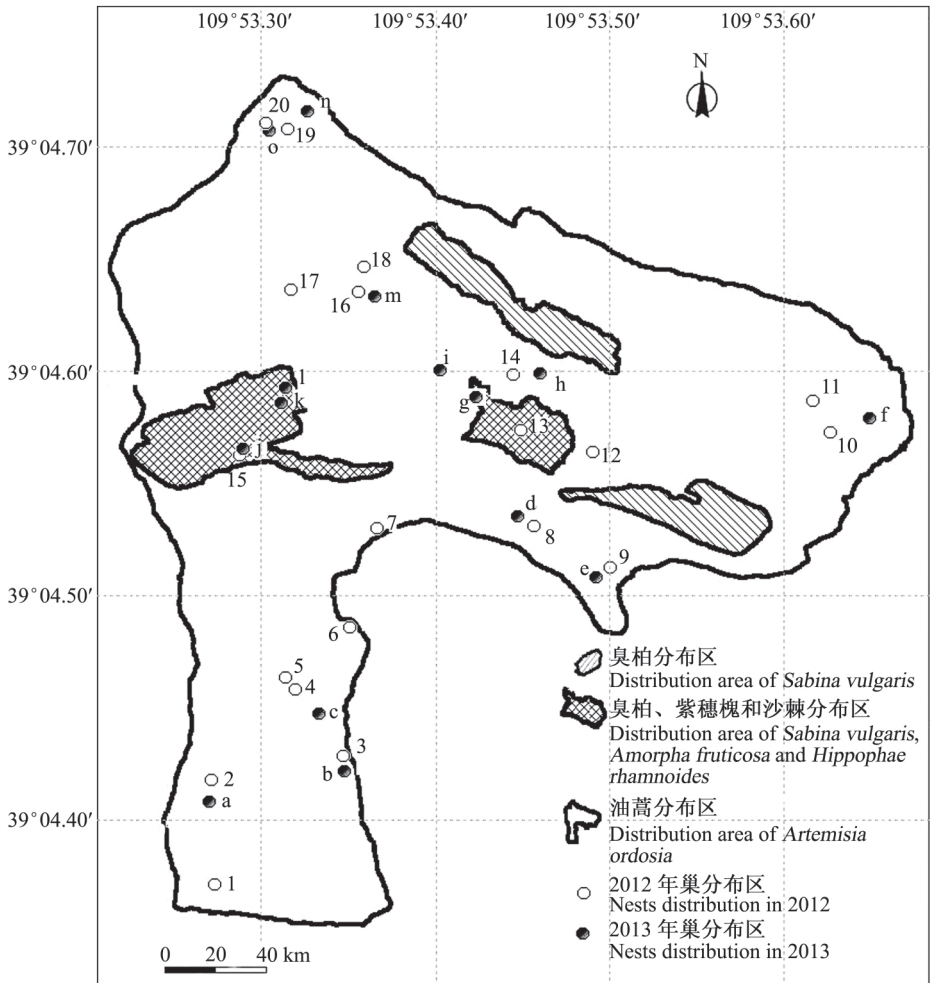 109°53.30′ 109°53.40′ 109°53.50′ 109°53.60′
N
n
20
19
o
39°04.70′
18
17
16 m
i 14
l h
39°04.60′
k g 11
f
13 10
j 12
15
d
7 8
9
e
39°04.50′
6
5
4
c
3
b
2
a
39°04.40′
1
臭柏分布区
Distribution area of Sabina vulgaris
臭柏、紫穗槐和沙棘分布区
Distribution area of Sabina vulgaris,
Amorpha fruticosa and Hippophae
rhamnoides
油蒿分布区
Distribution area of Artemisia
ordosia
2012 年巢分布区
Nests distribution in 2012
2013 年巢分布区
Nests distribution in 2013
0 20 40 km